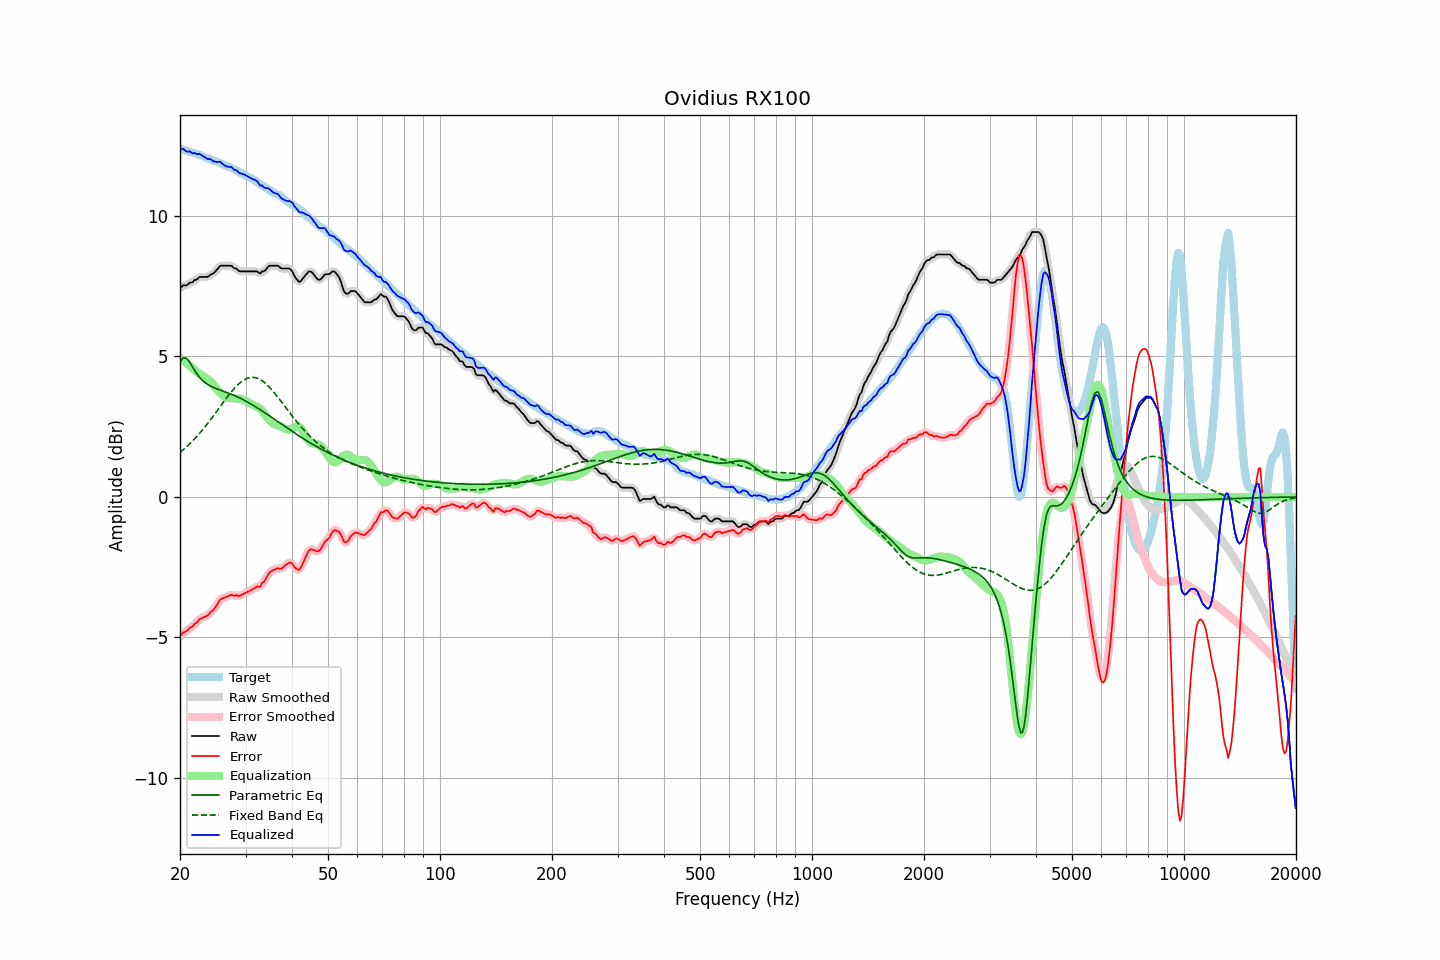 Ovidius RX100
Amplitude (dBr)
10
5
0
−5
−10
Target
Raw Smoothed
Error Smoothed
Raw
Error
Equalization
Parametric Eq
Fixed Band Eq
Equalized
20 50 100 200 500 1000 2000 5000 10000 20000
Frequency (Hz)